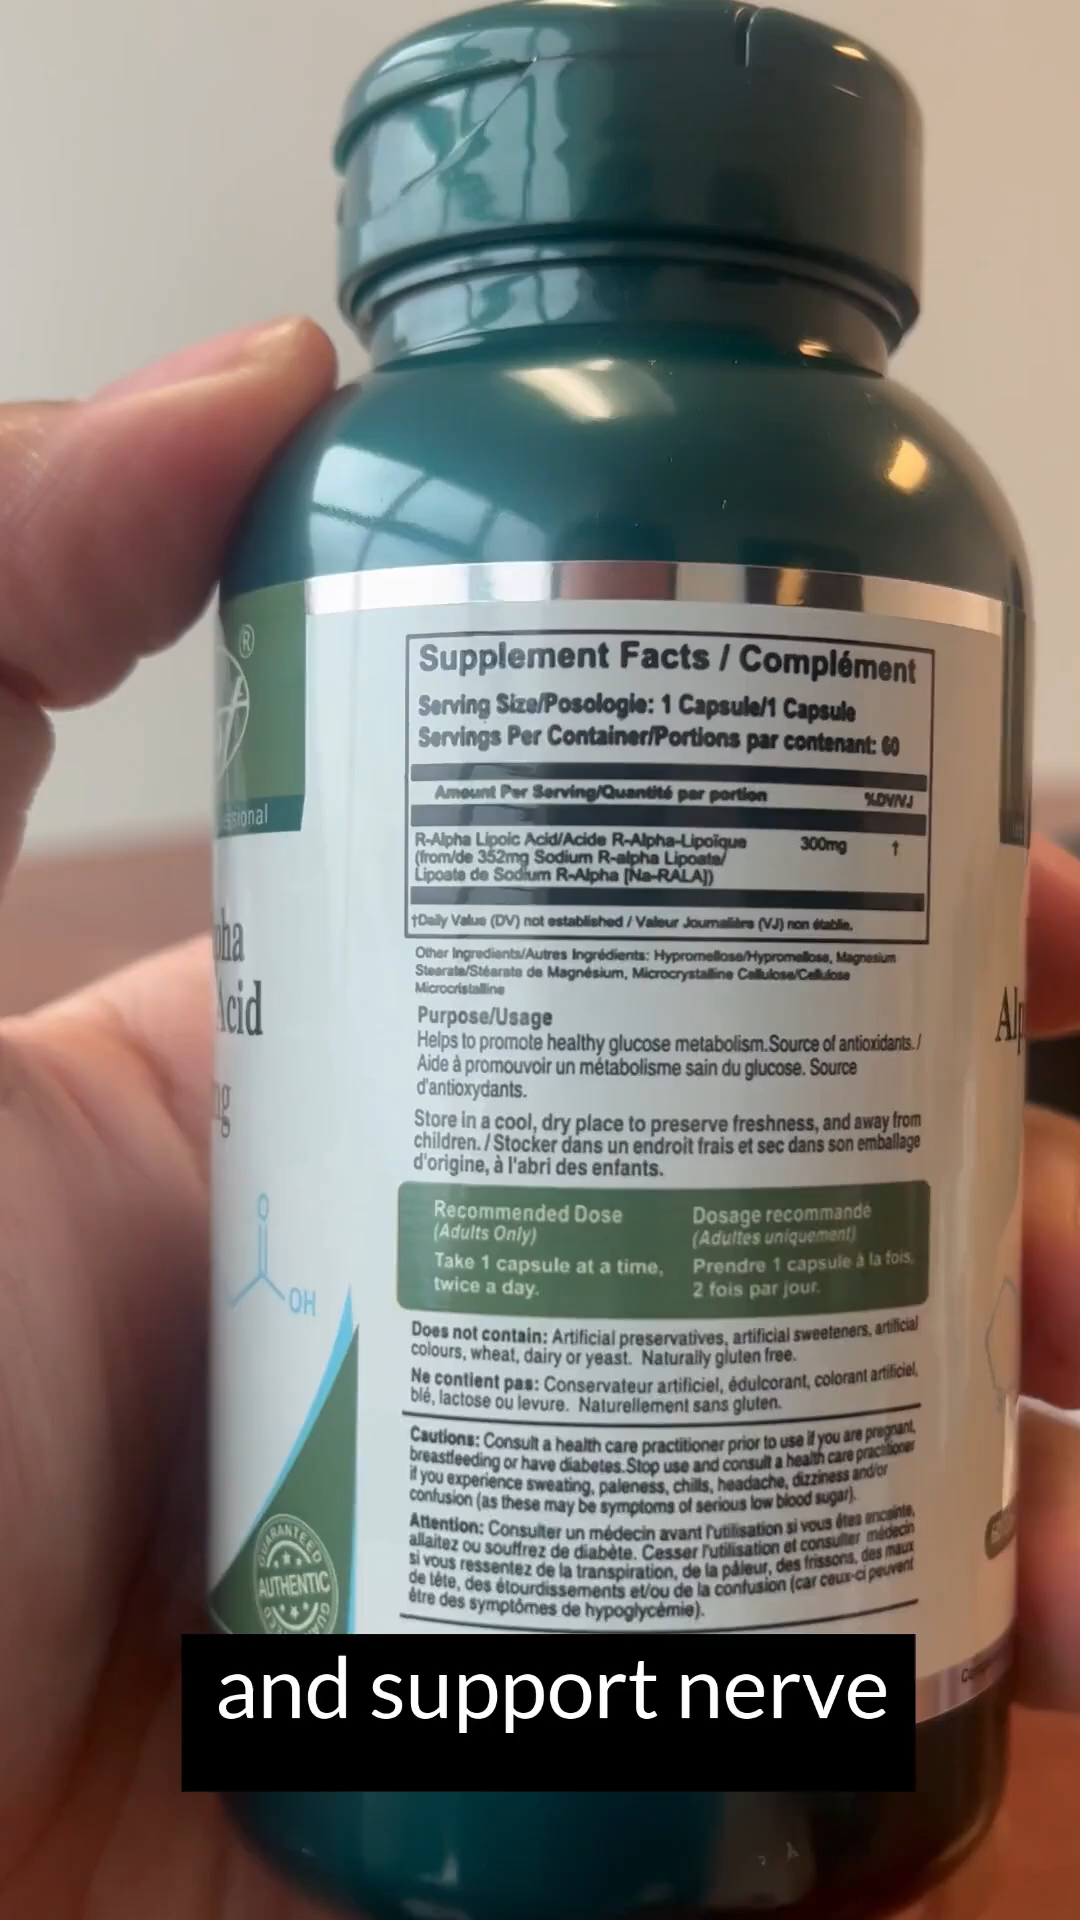 ®
Supplement Facts / Complément
Serving Size/Posologie: 1 Capsule/1 Capsule
Servings Per Container/Portions par contenant: 60
Amount Per Serving/Quantité par portion %DV/VJ
R-Alpha Lipoic Acid/Acide R-Alpha-Lipoïque 300mg †
(from/de 352mg Sodium R-alpha Lipoate/
Lipoate de Sodium R-Alpha [Na-RALA])
†Daily Value (DV) not established / Valeur Journalière (VJ) non établie.
Other Ingredients/Autres Ingrédients: Hypromellose/Hypromellose, Magnesium
Stearate/Stéarate de Magnésium, Microcrystalline Cellulose/Cellulose
Microcristalline
Acid
Purpose/Usage
Helps to promote healthy glucose metabolism.Source of antioxidants. /
Aide à promouvoir un métabolisme sain du glucose. Source
d'antioxydants.
Store in a cool, dry place to preserve freshness, and away from
children. / Stocker dans un endroit frais et sec dans son emballage
d'origine, à l'abri des enfants.
Recommended Dose
(Adults Only)
Take 1 capsule at a time,
twice a day.
Dosage recommandé
(Adultes uniquement)
Prendre 1 capsule à la fois,
2 fois par jour.
O
OH
Does not contain: Artificial preservatives, artificial sweeteners, artificial
colours, wheat, dairy or yeast. Naturally gluten free.
Ne contient pas: Conservateur artificiel, édulcorant, colorant artificiel,
blé, lactose ou levure. Naturellement sans gluten.
Cautions: Consult a health care practitioner prior to use if you are pregnant,
breastfeeding or have diabetes.Stop use and consult a health care practitioner
if you experience sweating, paleness, chills, headache, dizziness and/or
confusion (as these may be symptoms of serious low blood sugar).
Attention: Consulter un médecin avant l'utilisation si vous êtes enceinte,
allaitez ou souffrez de diabète. Cesser l'utilisation et consulter médecin
si vous ressentez de la transpiration, de la pâleur, des frissons, des maux
de tête, des étourdissements et/ou de la confusion (car ceux-ci peuvent
être des symptômes de hypoglycémie).
GUARANTEED
AUTHENTIC
and support nerve